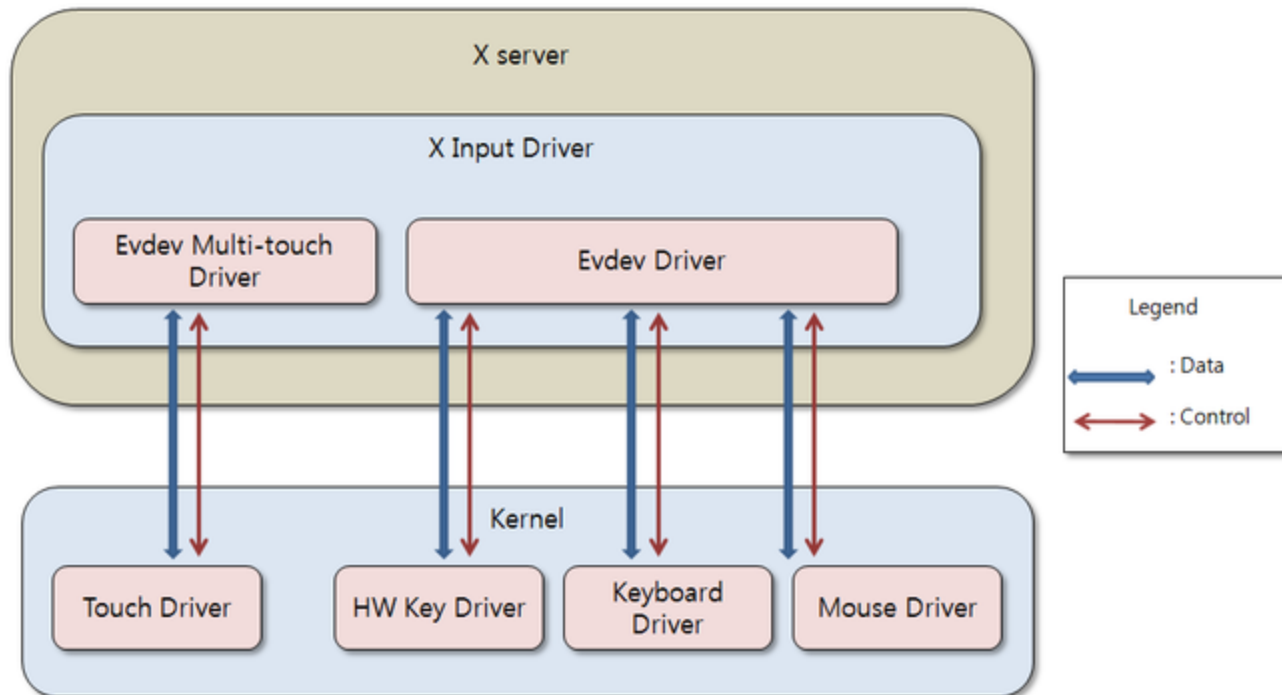 X server
X Input Driver
Evdev Multi-touch
Driver
Evdev Driver
Legend
: Data
: Control
Kernel
Touch Driver
HW Key Driver
Keyboard
Driver
Mouse Driver